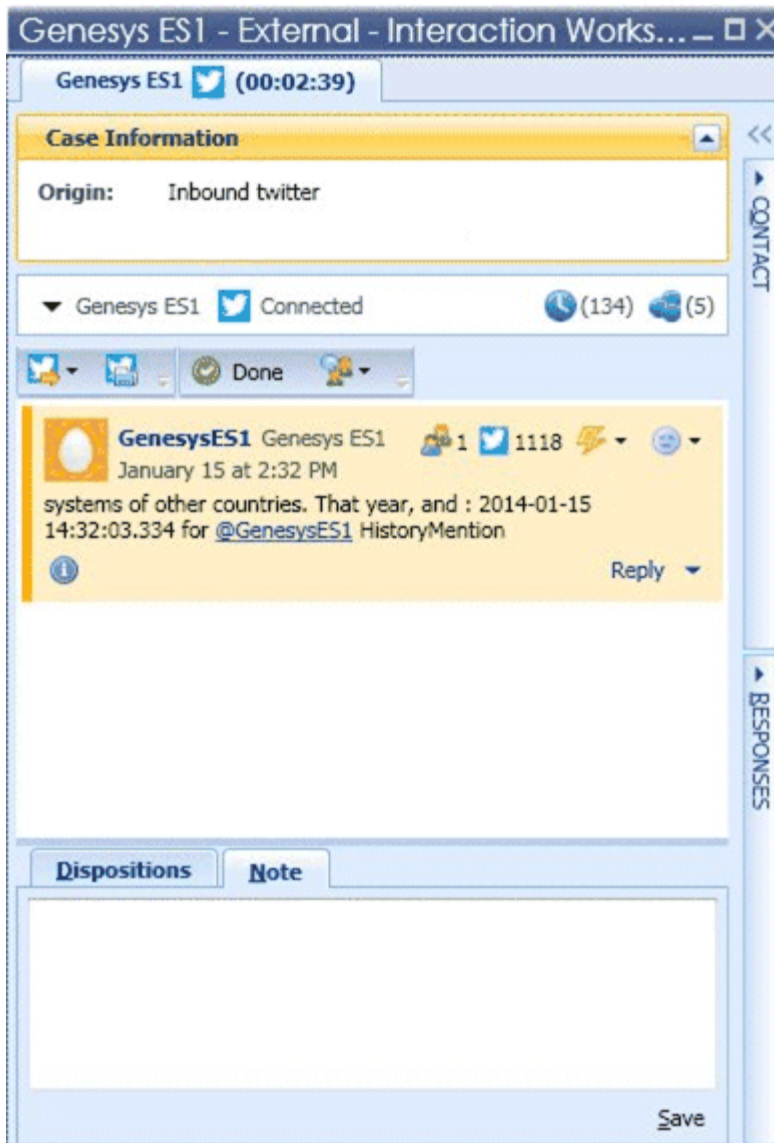 Genesys ES1 - External - Interaction Works...
Genesys ES1 (00:02:39)
Case Information
Origin: Inbound twitter
CONTACT
Genesys ES1 Connected (134) (5)
Done
GenesysES1 Genesys ES1 1 1118
January 15 at 2:32 PM
systems of other countries. That year, and : 2014-01-15
14:32:03.334 for @GenesysES1 HistoryMention
Reply
RESPONSES
Dispositions Note
Save